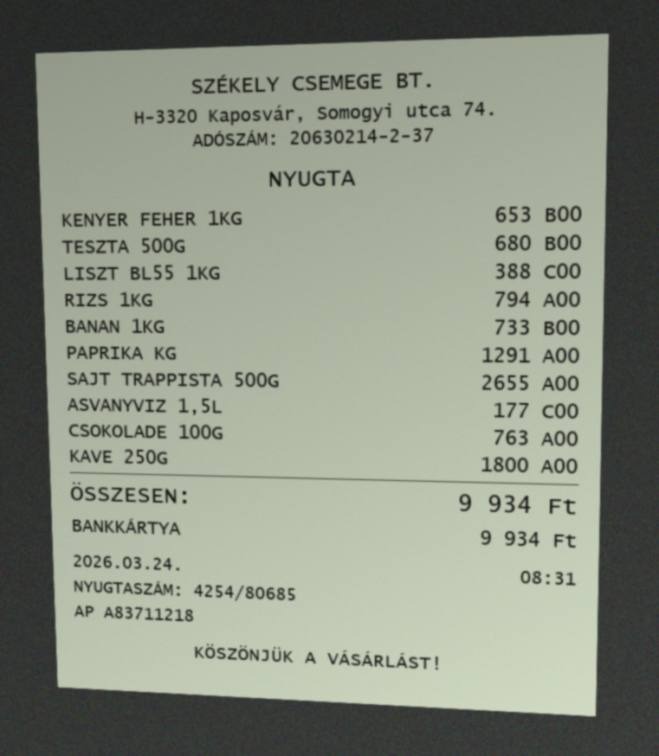 SZÉKELY CSEMEGE BT.
H-3320 Kaposvár, Somogyi utca 74.
ADÓSZÁM: 20630214-2-37
NYUGTA
KENYER FEHER 1KG 653 B00
TESZTA 500G 680 B00
LISZT BL55 1KG 388 C00
RIZS 1KG 794 A00
BANAN 1KG 733 B00
PAPRIKA KG 1291 A00
SAJT TRAPPISTA 500G 2655 A00
ASVANYVIZ 1,5L 177 C00
CSOKOLADE 100G 763 A00
KAVE 250G 1800 A00
ÖSSZESEN: 9 934 Ft
BANKKÁRTYA 9 934 Ft
2026.03.24. 08:31
NYUGTASZÁM: 4254/80685
AP A83711218
KÖSZÖNJÜK A VÁSÁRLÁST!